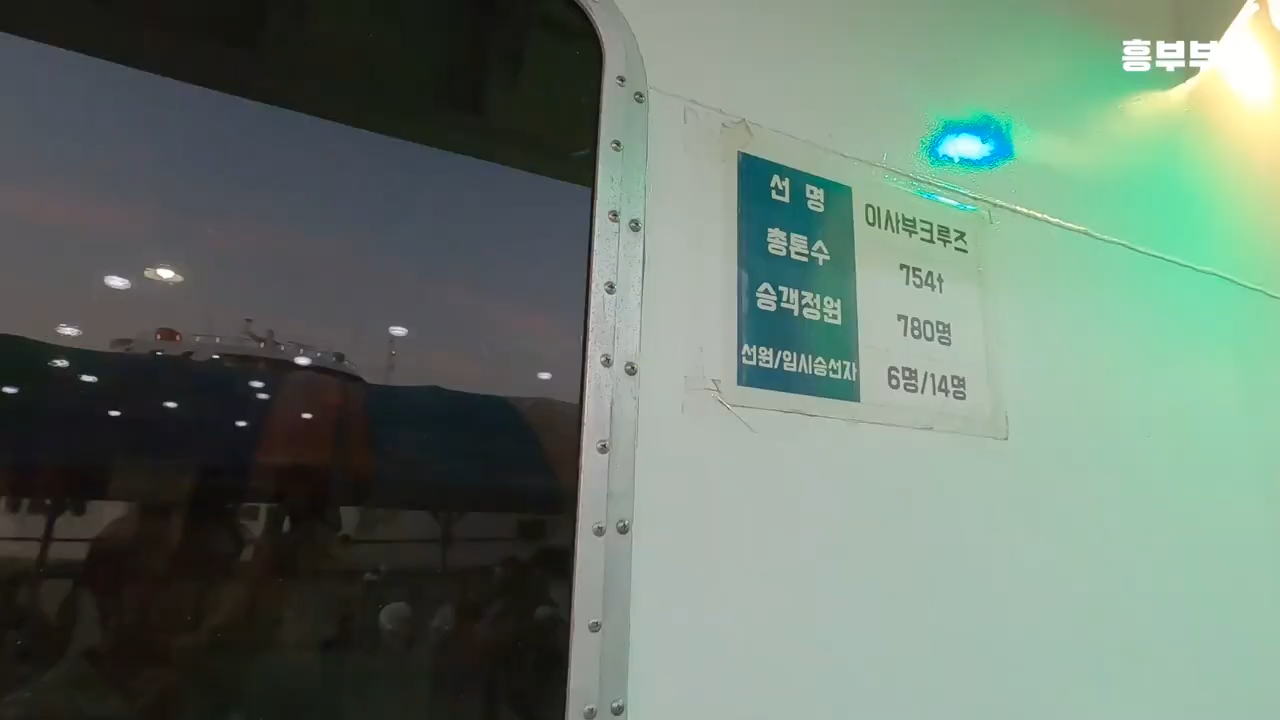 흥부부
선 명 이사부크루즈
총톤수 754t
승객정원 780명
선원/임시승선자 6명/14명